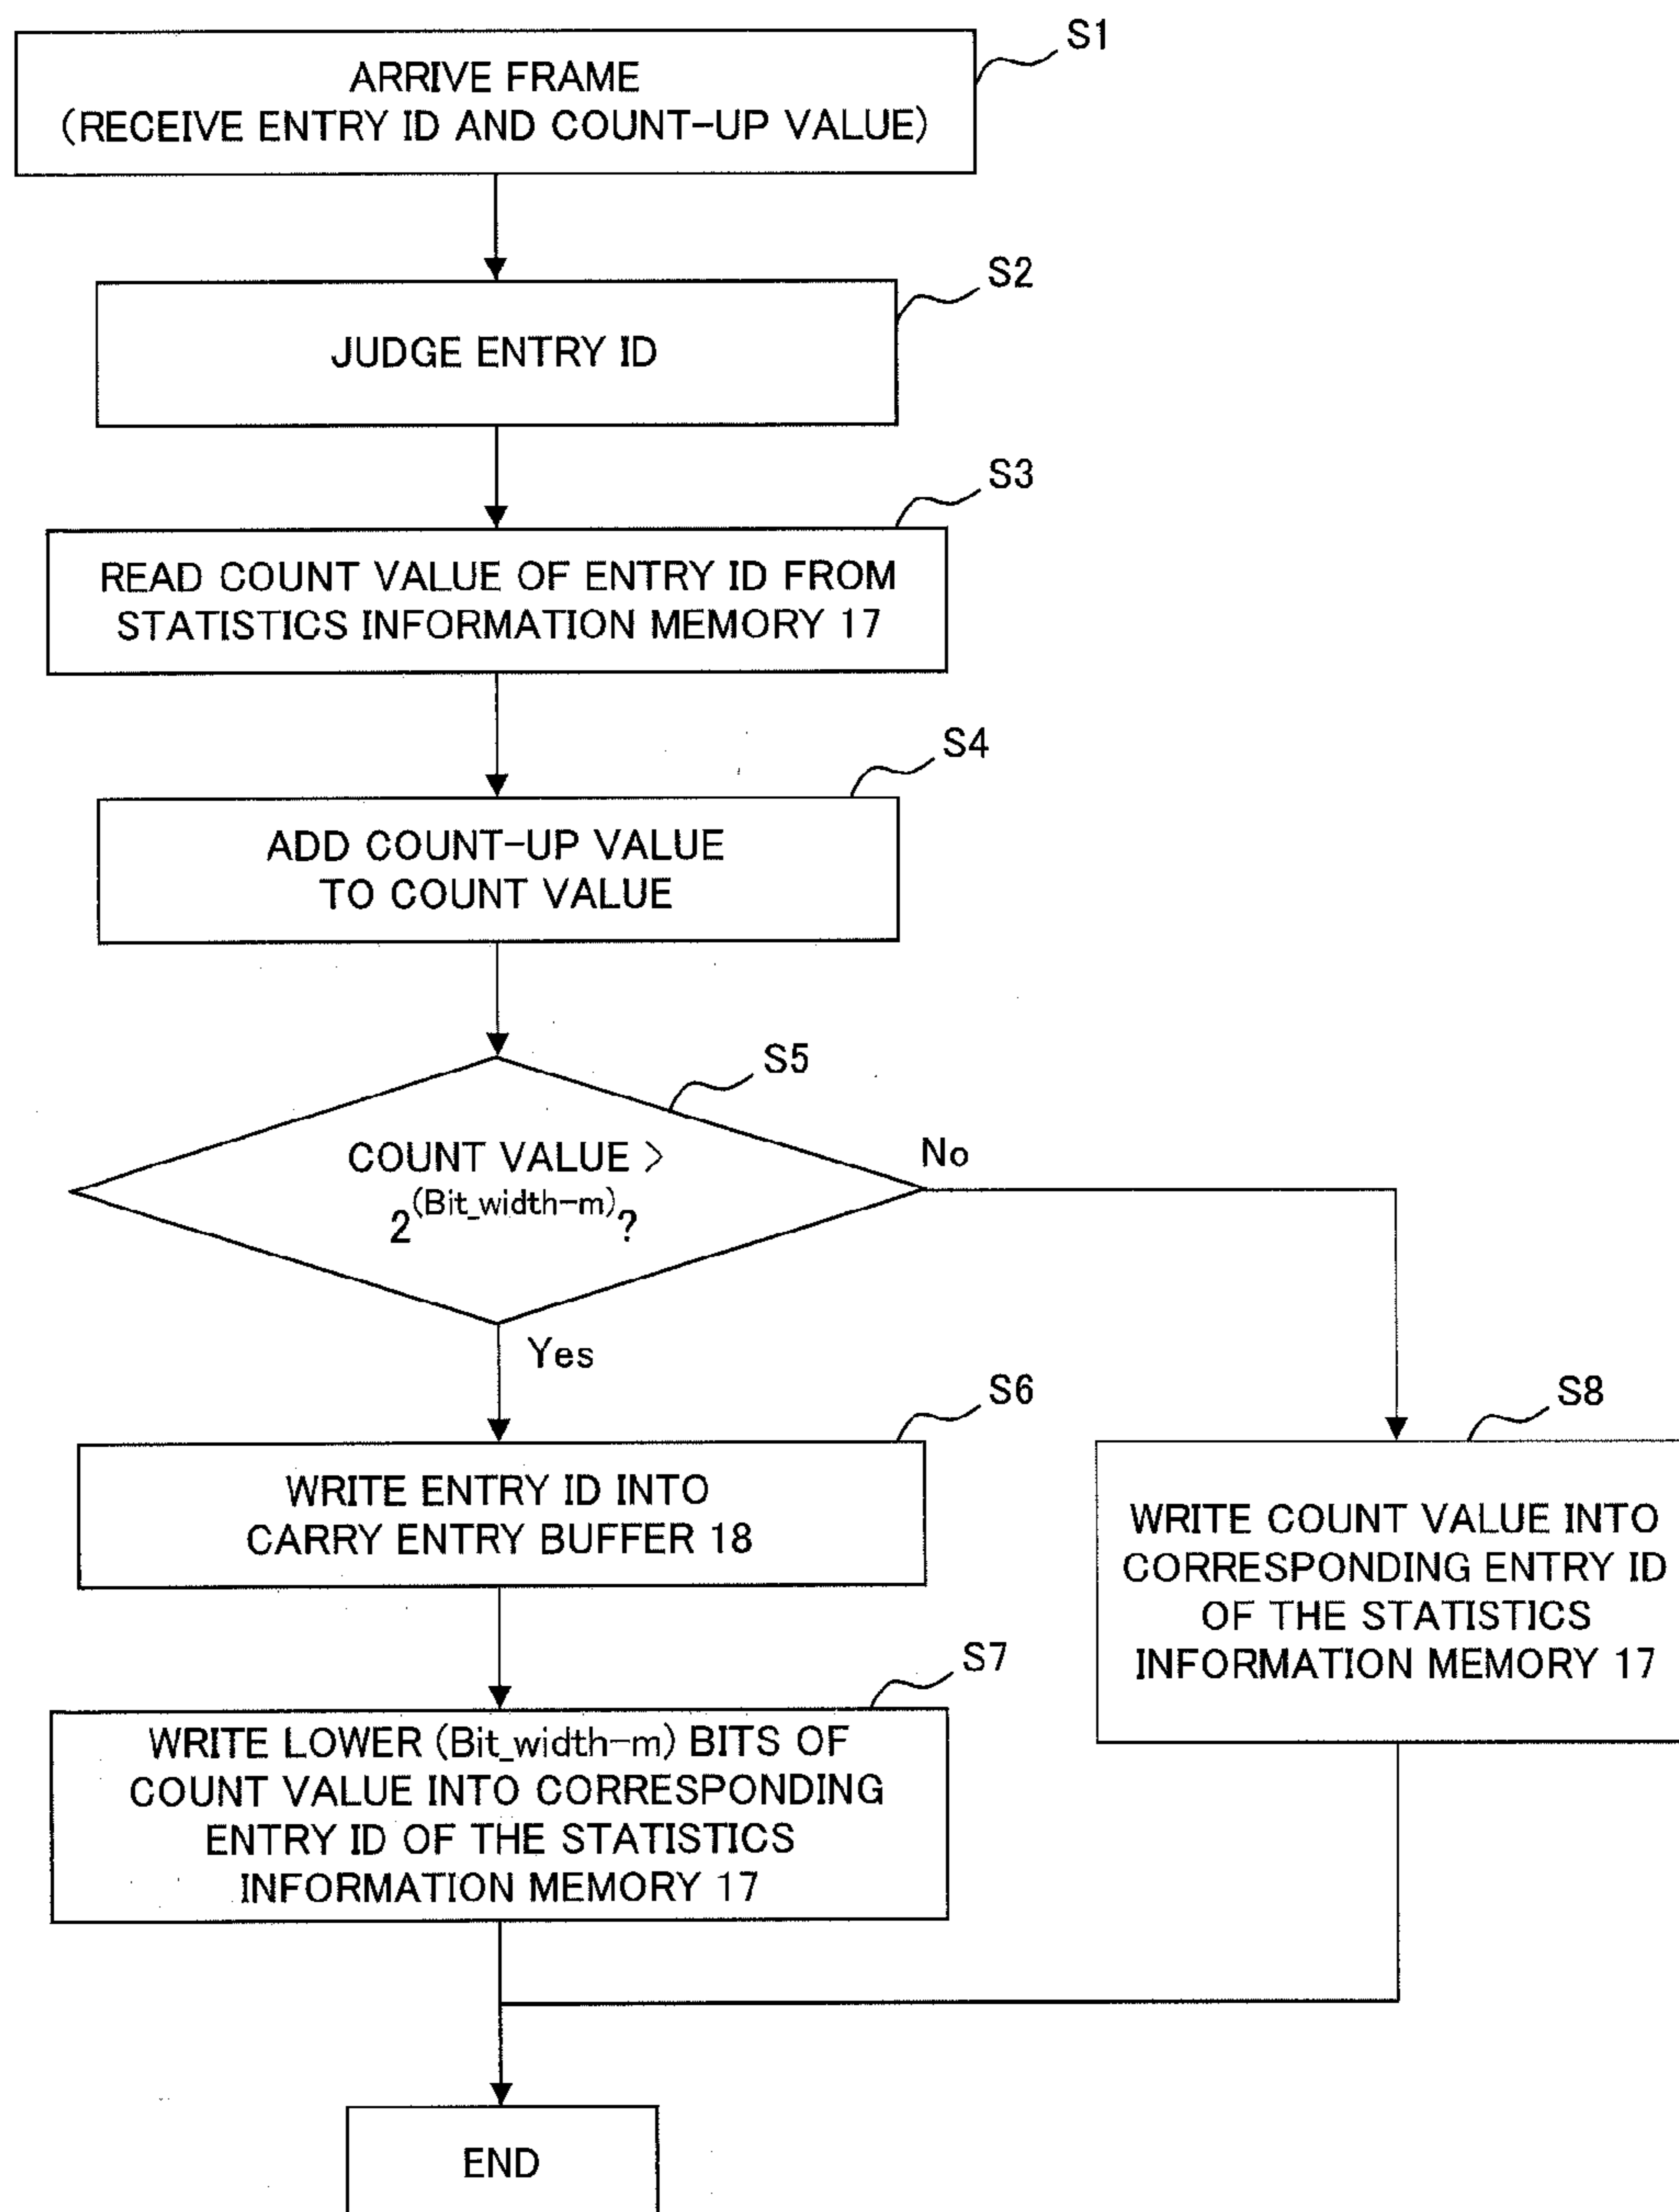 S1
ARRIVE FRAME
(RECEIVE ENTRY ID AND COUNT-UP VALUE)
S2
JUDGE ENTRY ID
S3
READ COUNT VALUE OF ENTRY ID FROM
STATISTICS INFORMATION MEMORY 17
S4
ADD COUNT-UP VALUE
TO COUNT VALUE
S5
COUNT VALUE >
2^(Bit_width-m)?
No
Yes
S6
WRITE ENTRY ID INTO
CARRY ENTRY BUFFER 18
S8
WRITE COUNT VALUE INTO
CORRESPONDING ENTRY ID
OF THE STATISTICS
INFORMATION MEMORY 17
S7
WRITE LOWER (Bit_width-m) BITS OF
COUNT VALUE INTO CORRESPONDING
ENTRY ID OF THE STATISTICS
INFORMATION MEMORY 17
END